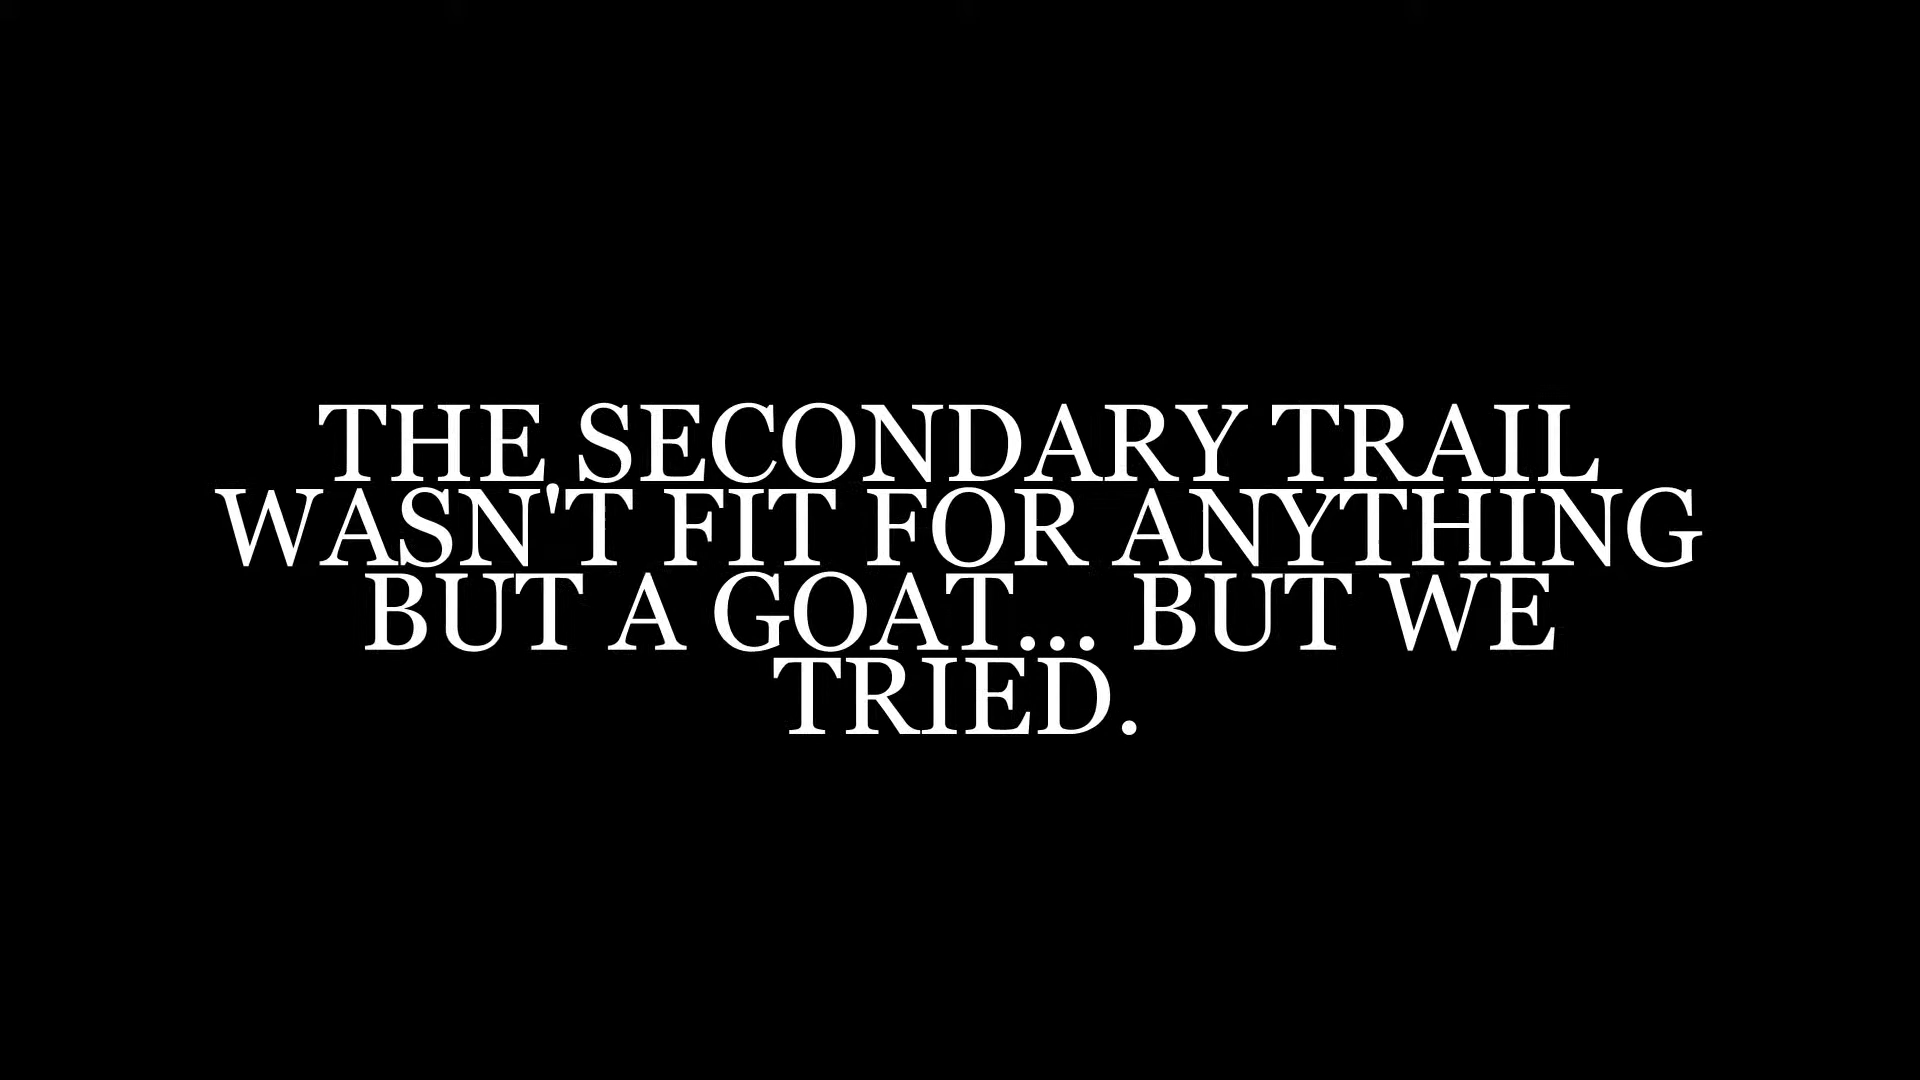 THE SECONDARY TRAIL
WASN'T FIT FOR ANYTHING
BUT A GOAT... BUT WE
TRIED.